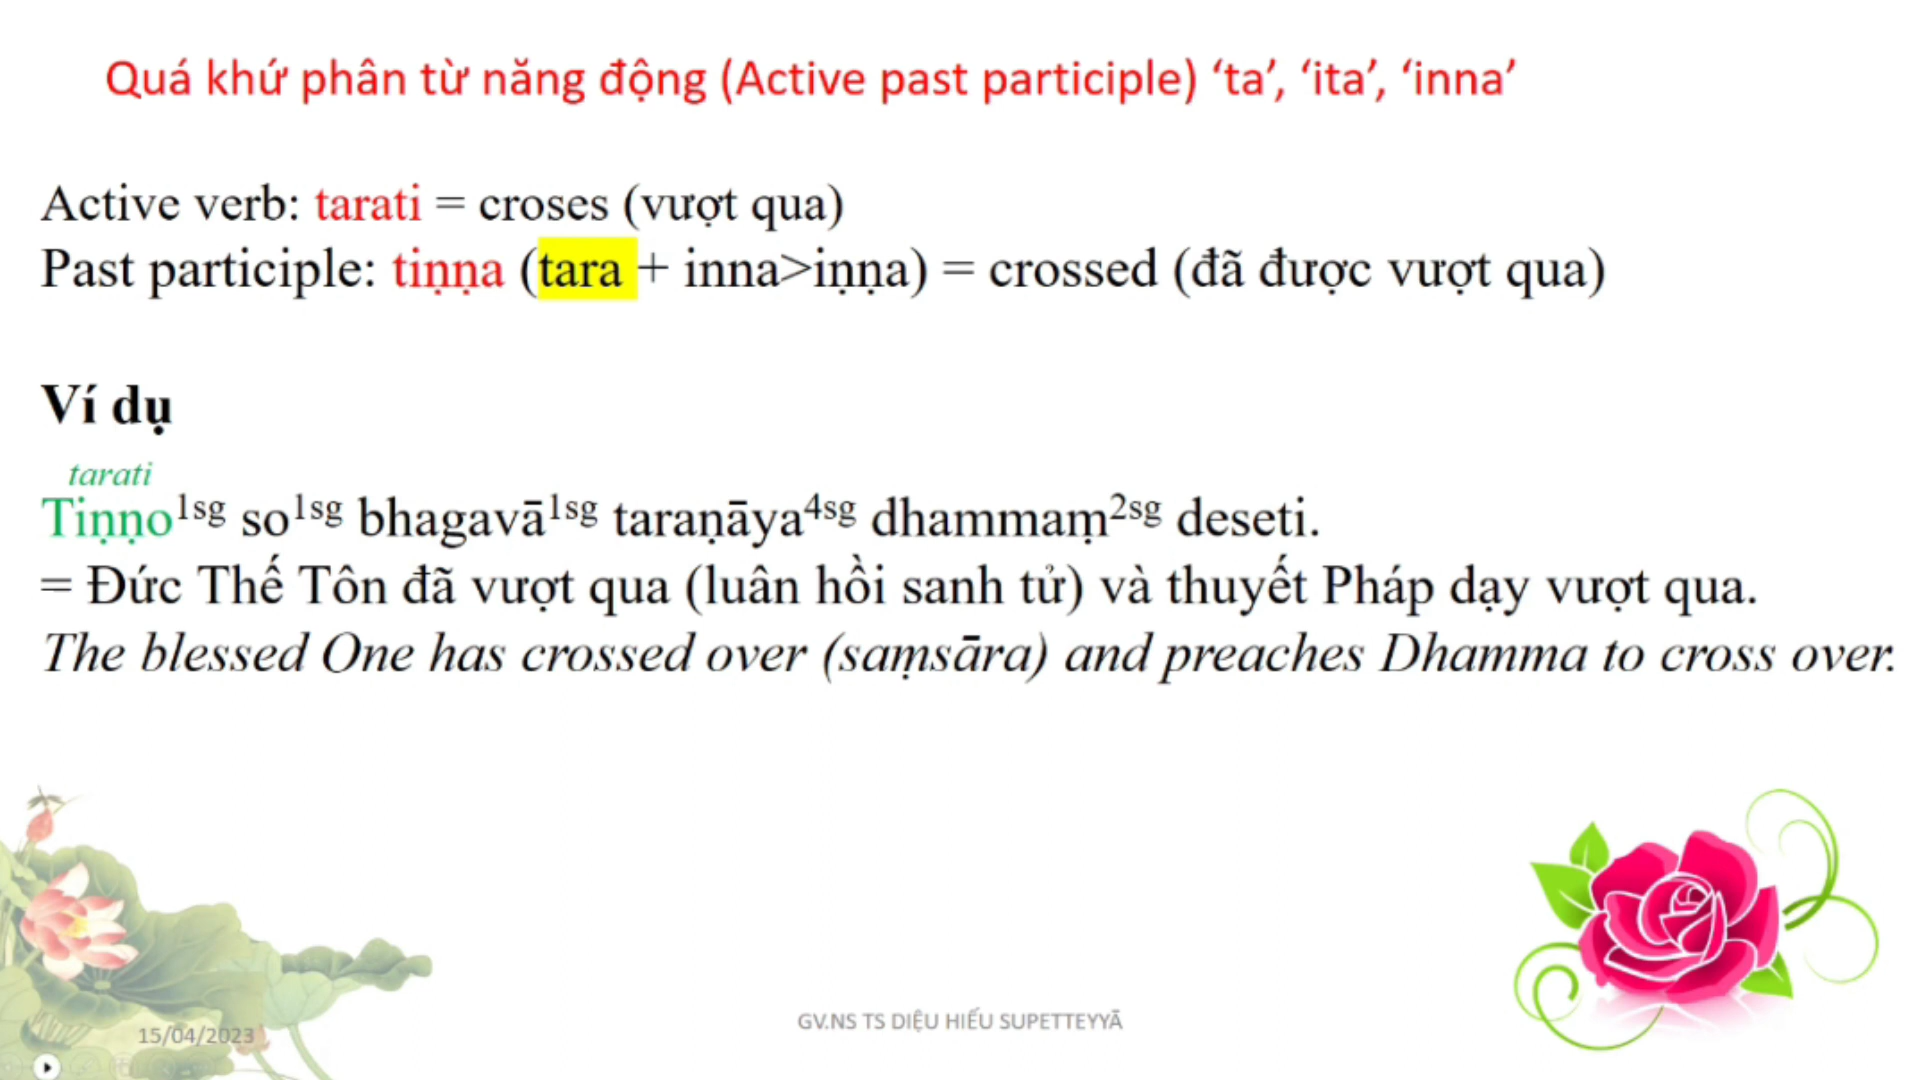 Quá khứ phân từ năng động (Active past participle) ‘ta’, ‘ita’, ‘inna’
Active verb: tarati = croses (vượt qua)
Past participle: tiṇṇa (tara + inna>iṇṇa) = crossed (đã được vượt qua)
Ví dụ
tarati
Tiṇṇo1sg so1sg bhagavā1sg taraṇāya4sg dhammaṃ2sg deseti.
= Đức Thế Tôn đã vượt qua (luân hồi sanh tử) và thuyết Pháp dạy vượt qua.
The blessed One has crossed over (saṃsāra) and preaches Dhamma to cross over.
15/04/2023
GV.NS TS DIỆU HIẾU SUPETTEYYĀ